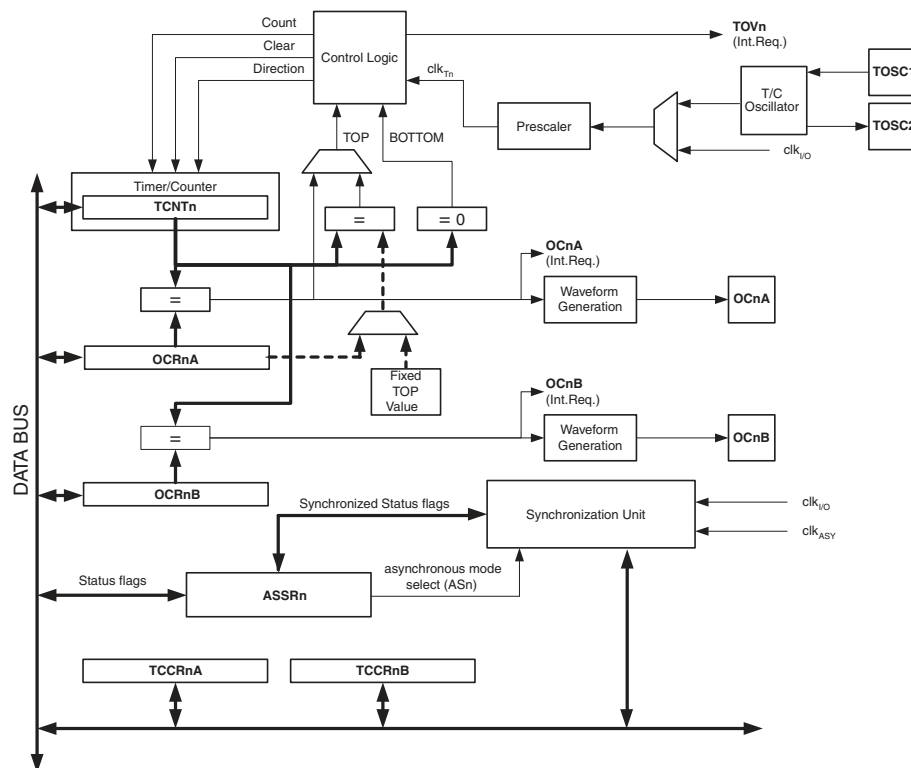 Count
Clear
Direction
Control Logic
TOVn
(Int.Req.)
clkTn
TOSC1
T/C
Oscillator
TOSC2
Prescaler
clkI/O
TOP
BOTTOM
Timer/Counter
TCNTn
=
= 0
OCnA
(Int.Req.)
=
Waveform
Generation
OCnA
OCRnA
Fixed
TOP
Value
OCnB
(Int.Req.)
=
Waveform
Generation
OCnB
OCRnB
DATA BUS
Synchronized Status flags
Synchronization Unit
clkI/O
clkASY
Status flags
ASSRn
asynchronous mode
select (ASn)
TCCRnA
TCCRnB